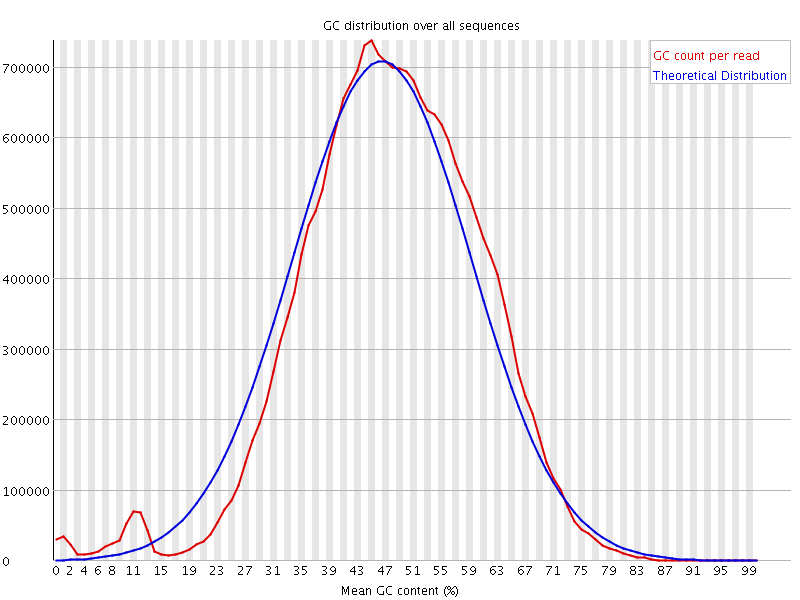 GC distribution over all sequences
GC count per read
Theoretical Distribution
700000
600000
500000
400000
300000
200000
100000
0
0 2 4 6 8 11 15 19 23 27 31 35 39 43 47 51 55 59 63 67 71 75 79 83 87 91 95 99
Mean GC content (%)